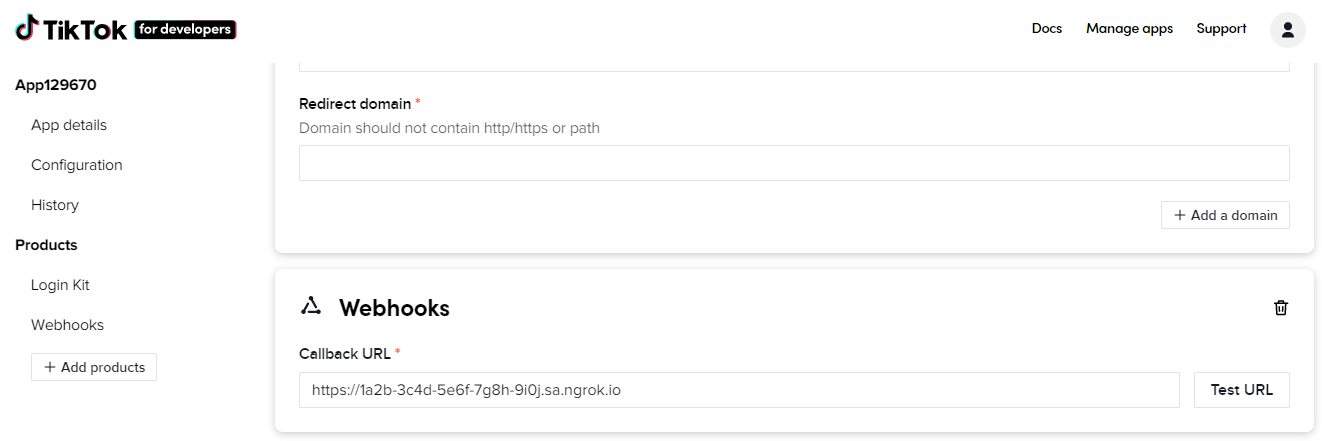 TikTok for developers
Docs Manage apps Support
App129670
App details
Configuration
History
Products
Login Kit
Webhooks
+ Add products
Redirect domain *
Domain should not contain http/https or path
+ Add a domain
Webhooks
Callback URL *
https://1a2b-3c4d-5e6f-7g8h-9i0j.sa.ngrok.io
Test URL